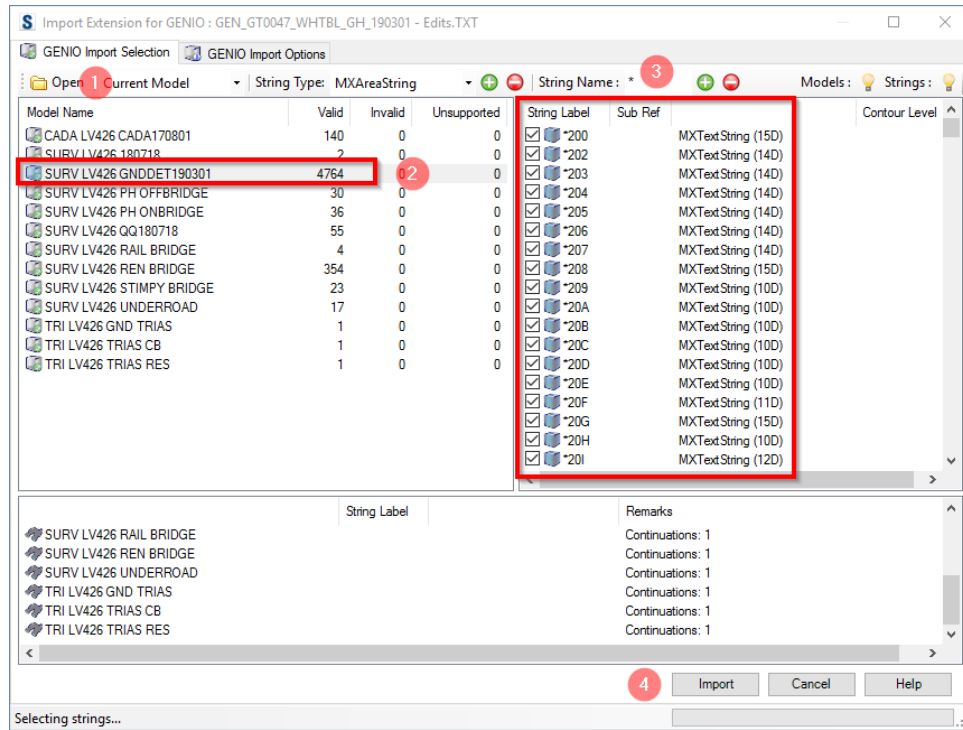 Import Extension for GENIO : GEN_GT0047_WHTBL_GH_190301 - Edits.TXT
GENIO Import Selection GENIO Import Options
Open 1 Current Model String Type: MXAreaString String Name: * 3 Models: Strings:
Model Name Valid Invalid Unsupported String Label Sub Ref Contour Level
CADA LV426 CADA170801 140 0 0 *200 MXTextString (15D)
SURV LV426 180718 2 0 0 *202 MXTextString (14D)
SURV LV426 GNDDET190301 4764 0 2 0 *203 MXTextString (14D)
SURV LV426 PH OFFBRIDGE 30 0 0 *204 MXTextString (14D)
SURV LV426 PH ONBRIDGE 36 0 0 *205 MXTextString (14D)
SURV LV426 QQ180718 55 0 0 *206 MXTextString (14D)
SURV LV426 RAIL BRIDGE 4 0 0 *207 MXTextString (14D)
SURV LV426 REN BRIDGE 354 0 0 *208 MXTextString (15D)
SURV LV426 STIMPY BRIDGE 23 0 0 *209 MXTextString (10D)
SURV LV426 UNDERROAD 17 0 0 *20A MXTextString (10D)
TRI LV426 GND TRIAS 1 0 0 *20B MXTextString (10D)
TRI LV426 TRIAS CB 1 0 0 *20C MXTextString (10D)
TRI LV426 TRIAS RES 1 0 0 *20D MXTextString (10D)
*20E MXTextString (10D)
*20F MXTextString (11D)
*20G MXTextString (15D)
*20H MXTextString (10D)
*20I MXTextString (12D)
String Label Remarks
SURV LV426 RAIL BRIDGE Continuations: 1
SURV LV426 REN BRIDGE Continuations: 1
SURV LV426 UNDERROAD Continuations: 1
TRI LV426 GND TRIAS Continuations: 1
TRI LV426 TRIAS CB Continuations: 1
TRI LV426 TRIAS RES Continuations: 1
4 Import Cancel Help
Selecting strings...